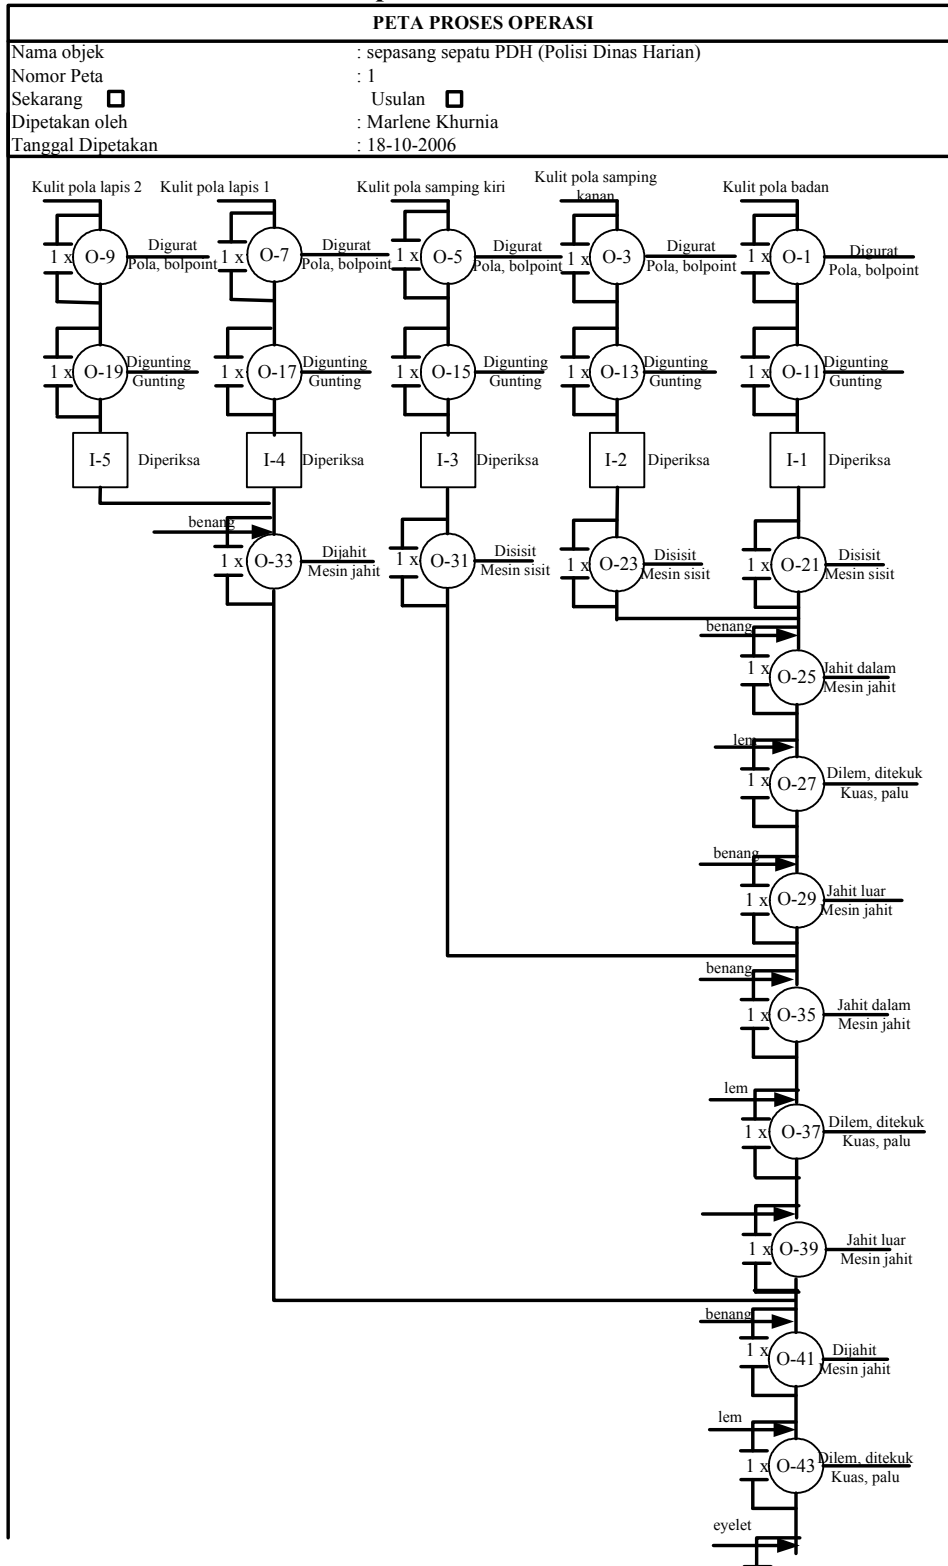 PETA PROSES OPERASI
Nama objek : sepasang sepatu PDH (Polisi Dinas Harian)
Nomor Peta : 1
Sekarang Usulan
Dipetakan oleh : Marlene Khurnia
Tanggal Dipetakan : 18-10-2006
Kulit pola lapis 2 Kulit pola lapis 1 Kulit pola samping kiri Kulit pola samping kanan Kulit pola badan
1 x O-9 Digurat 1 x O-7 Digurat 1 x O-5 Digurat 1 x O-3 Digurat 1 x O-1 Digurat
Pola, bolpoint Pola, bolpoint Pola, bolpoint Pola, bolpoint Pola, bolpoint
1 x O-19 Digunting 1 x O-17 Digunting 1 x O-15 Digunting 1 x O-13 Digunting 1 x O-11 Digunting
Gunting Gunting Gunting Gunting Gunting
I-5 Diperiksa I-4 Diperiksa I-3 Diperiksa I-2 Diperiksa I-1 Diperiksa
benang
1 x O-33 Dijahit 1 x O-31 Disisit 1 x O-23 Disisit 1 x O-21 Disisit
Mesin jahit Mesin sisit Mesin sisit Mesin sisit
benang
1 x O-25 Jahit dalam
Mesin jahit
lem
1 x O-27 Dilem, ditekuk
Kuas, palu
benang
1 x O-29 Jahit luar
Mesin jahit
benang
1 x O-35 Jahit dalam
Mesin jahit
lem
1 x O-37 Dilem, ditekuk
Kuas, palu
1 x O-39 Jahit luar
Mesin jahit
benang
1 x O-41 Dijahit
Mesin jahit
lem
1 x O-43 Dilem, ditekuk
Kuas, palu
eyelet